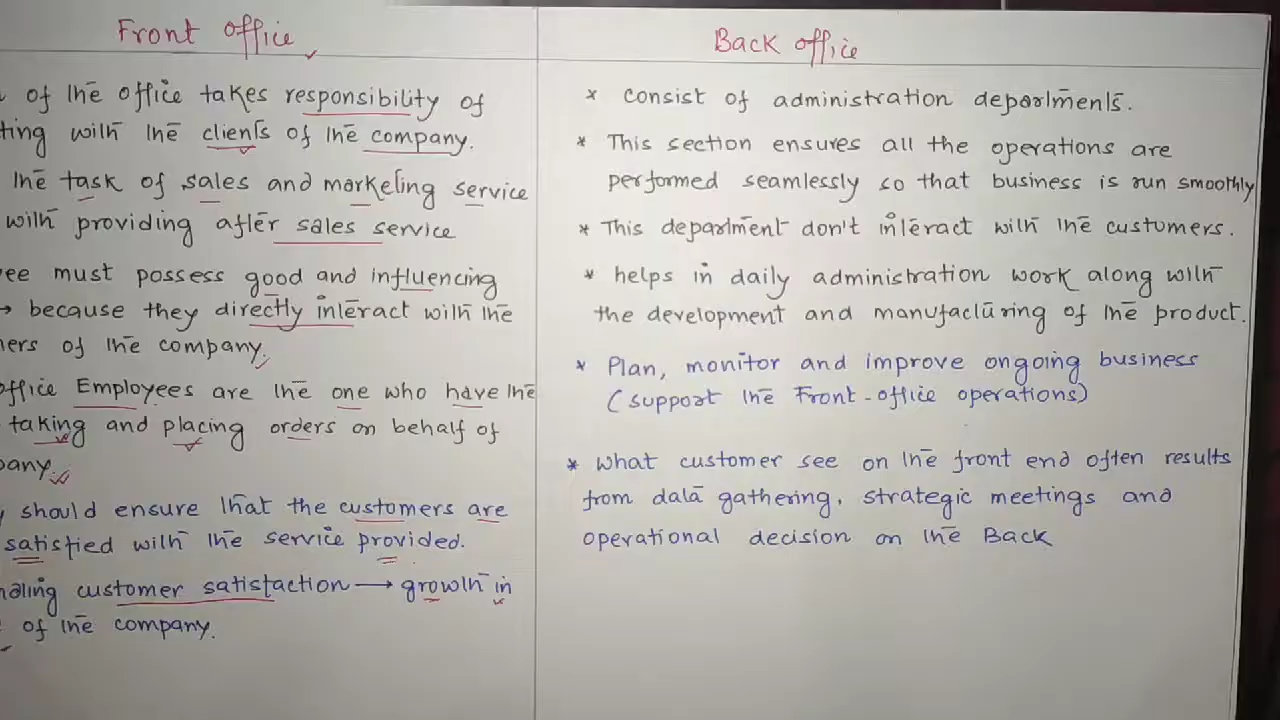 Front office
of the office takes responsibility of
ting with the clients of the company.
the task of sales and marketing service
with providing after sales service
ee must possess good and influencing
→ because they directly interact with the
ers of the company.
office Employees are the one who have the
taking and placing orders on behalf of
pany.
y should ensure that the customers are
satisfied with the service provided.
ndling customer satisfaction → growth in
of the company.
Back office
* consist of administration departments.
* This section ensures all the operations are
performed seamlessly so that business is run smoothly
* This department don't interact with the customers.
* helps in daily administration work along with
the development and manufacturing of the product.
* Plan, monitor and improve ongoing business
(support the Front-office operations)
* What customer see on the front end often results
from data gathering, strategic meetings and
operational decision on the Back